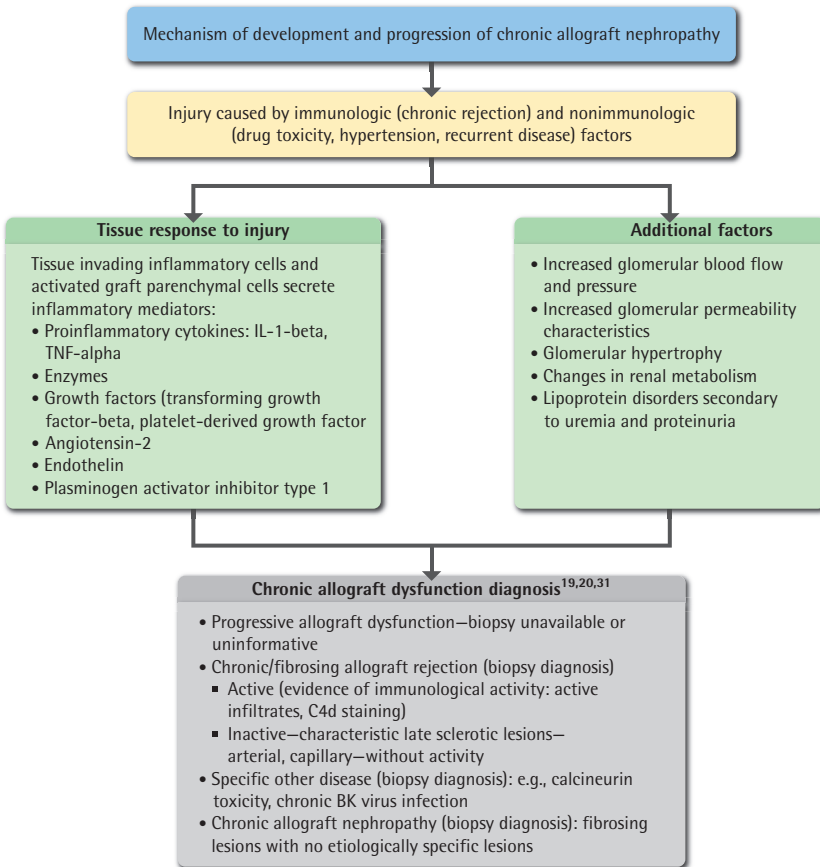 Mechanism of development and progression of chronic allograft nephropathy
Injury caused by immunologic (chronic rejection) and nonimmunologic
(drug toxicity, hypertension, recurrent disease) factors
Tissue response to injury
Tissue invading inflammatory cells and
activated graft parenchymal cells secrete
inflammatory mediators:
• Proinflammatory cytokines: IL-1-beta,
TNF-alpha
• Enzymes
• Growth factors (transforming growth
factor-beta, platelet-derived growth factor
• Angiotensin-2
• Endothelin
• Plasminogen activator inhibitor type 1
Additional factors
• Increased glomerular blood flow
and pressure
• Increased glomerular permeability
characteristics
• Glomerular hypertrophy
• Changes in renal metabolism
• Lipoprotein disorders secondary
to uremia and proteinuria
Chronic allograft dysfunction diagnosis19,20,31
• Progressive allograft dysfunction—biopsy unavailable or
uninformative
• Chronic/fibrosing allograft rejection (biopsy diagnosis)
▪ Active (evidence of immunological activity: active
infiltrates, C4d staining)
▪ Inactive—characteristic late sclerotic lesions—
arterial, capillary—without activity
• Specific other disease (biopsy diagnosis): e.g., calcineurin
toxicity, chronic BK virus infection
• Chronic allograft nephropathy (biopsy diagnosis): fibrosing
lesions with no etiologically specific lesions